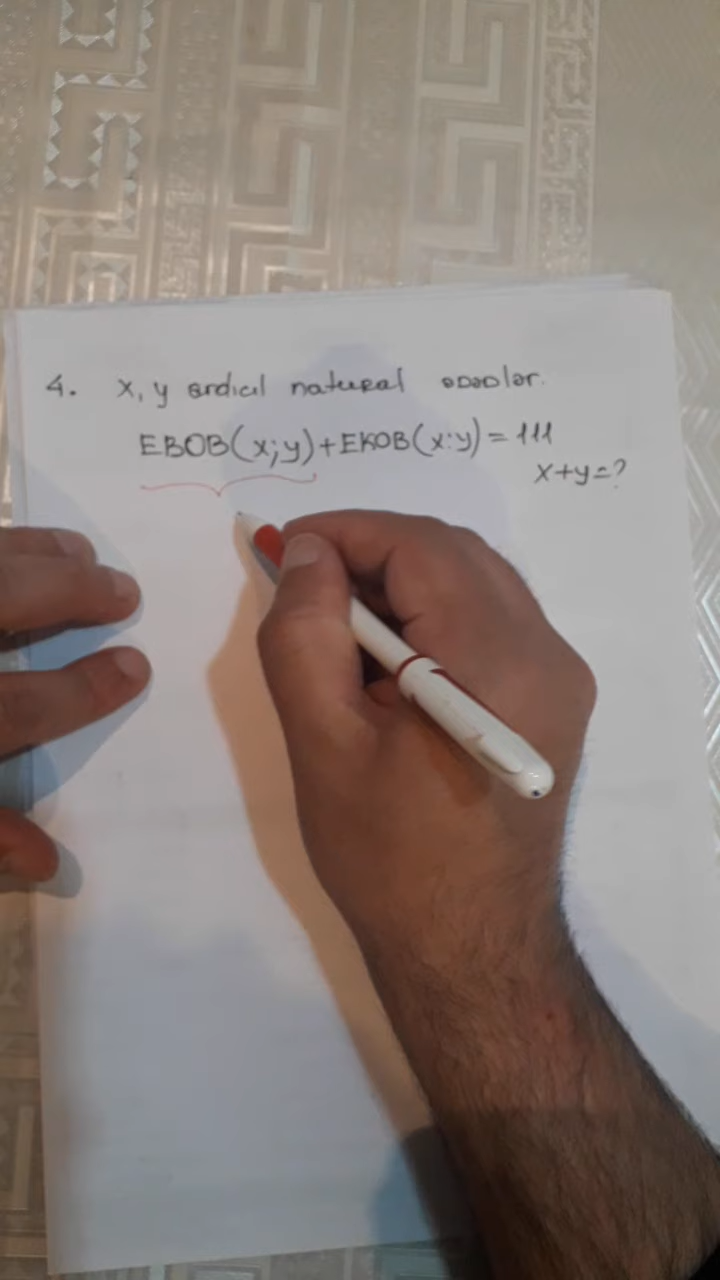 4. x, y ardıcıl natural ədədlər.
EBOB(x;y)+EKOB(x:y)=111
x+y=?